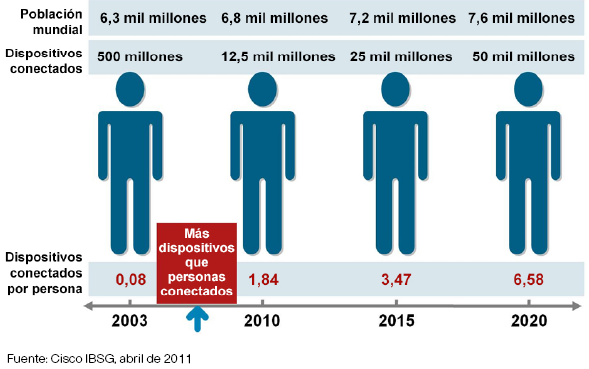 Población mundial 6,3 mil millones 6,8 mil millones 7,2 mil millones 7,6 mil millones
Dispositivos conectados 500 millones 12,5 mil millones 25 mil millones 50 mil millones
Más
dispositivos
que
personas
conectados
Dispositivos
conectados
por persona
0,08 1,84 3,47 6,58
2003 2010 2015 2020
Fuente: Cisco IBSG, abril de 2011